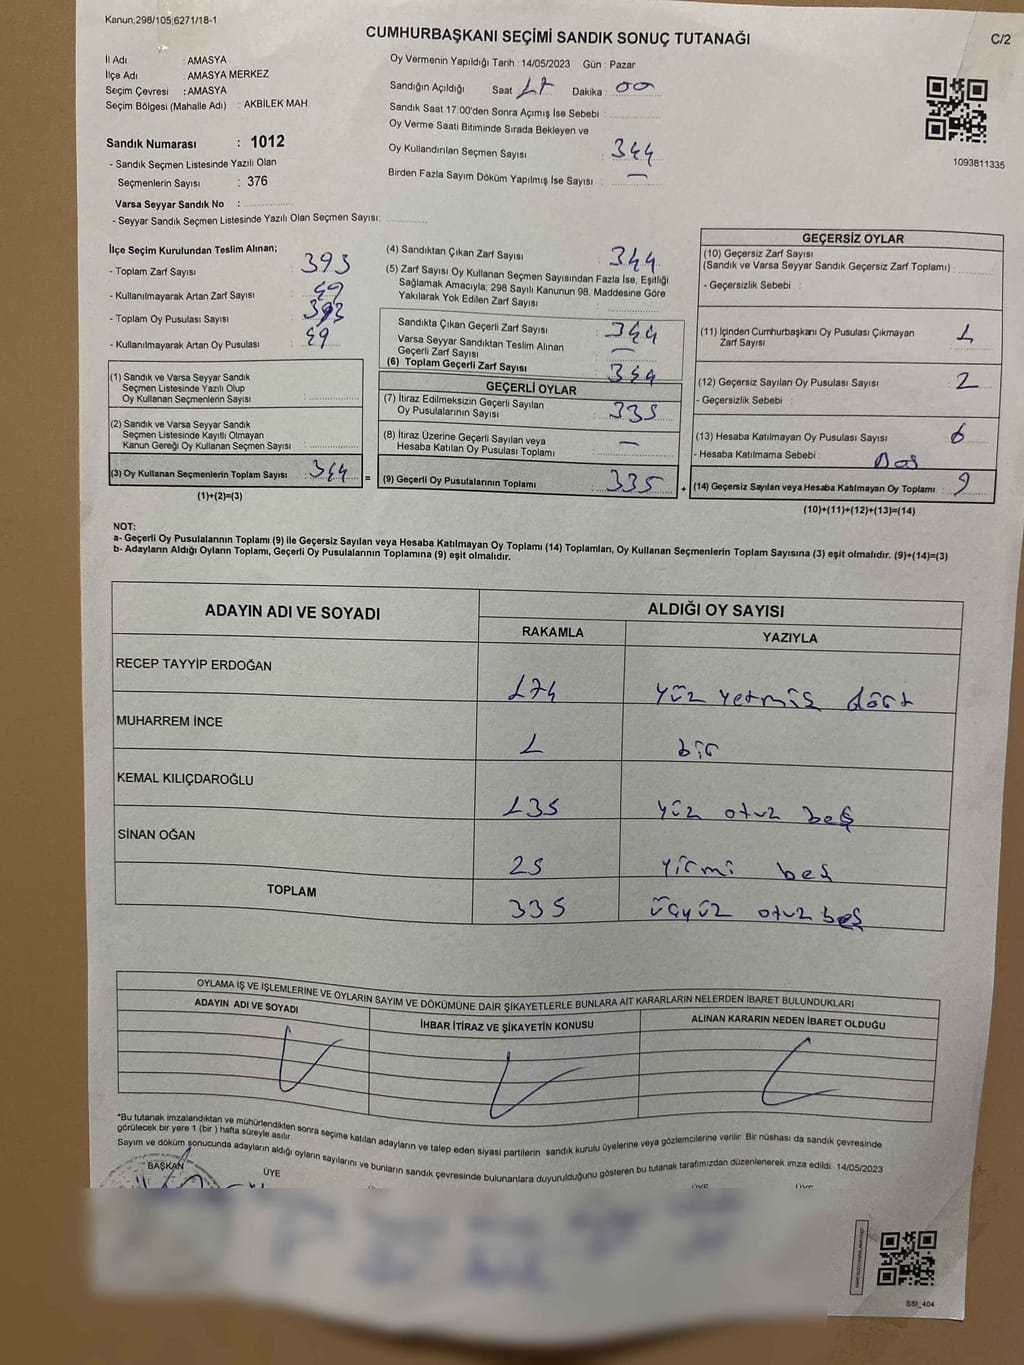 Kanun;298/105;6271/18-1
CUMHURBAŞKANI SEÇİMİ SANDIK SONUÇ TUTANAĞI
C/2
İl Adı : AMASYA
İlçe Adı : AMASYA MERKEZ
Seçim Çevresi : AMASYA
Seçim Bölgesi (Mahalle Adı) : AKBİLEK MAH.
Sandık Numarası : 1012
- Sandık Seçmen Listesinde Yazılı Olan
Seçmenlerin Sayısı : 376
Varsa Seyyar Sandık No :
- Seyyar Sandık Seçmen Listesinde Yazılı Olan Seçmen Sayısı:
Oy Vermenin Yapıldığı Tarih : 14/05/2023 Gün : Pazar
Sandığın Açıldığı Saat 17 Dakika : 00
Sandık Saat 17:00'den Sonra Açımış İse Sebebi :
Oy Verme Saati Bitiminde Sırada Bekleyen ve
Oy Kullandırılan Seçmen Sayısı : 344
Birden Fazla Sayım Döküm Yapılmış İse Sayısı : —
1093811335
İlçe Seçim Kurulundan Teslim Alınan;
- Toplam Zarf Sayısı : 393
- Kullanılmayarak Artan Zarf Sayısı : 49
- Toplam Oy Pusulası Sayısı : 393
- Kullanılmayarak Artan Oy Pusulası : 49
(1) Sandık ve Varsa Seyyar Sandık
Seçmen Listesinde Yazılı Olup
Oy Kullanan Seçmenlerin Sayısı :
(2) Sandık ve Varsa Seyyar Sandık
Seçmen Listesinde Kayıtlı Olmayan
Kanun Gereği Oy Kullanan Seçmen Sayısı :
(3) Oy Kullanan Seçmenlerin Toplam Sayısı : 344 =
(1)+(2)=(3)
(4) Sandıktan Çıkan Zarf Sayısı : 344
(5) Zarf Sayısı Oy Kullanan Seçmen Sayısından Fazla İse, Eşitliği
Sağlamak Amacıyla; 298 Sayılı Kanunun 98. Maddesine Göre
Yakılarak Yok Edilen Zarf Sayısı :
Sandıkta Çıkan Geçerli Zarf Sayısı : 344
Varsa Seyyar Sandıktan Teslim Alınan
Geçerli Zarf Sayısı : —
(6) Toplam Geçerli Zarf Sayısı : 344
GEÇERLİ OYLAR
(7) İtiraz Edilmeksizin Geçerli Sayılan
Oy Pusulalarının Sayısı : 335
(8) İtiraz Üzerine Geçerli Sayılan veya
Hesaba Katılan Oy Pusulası Toplamı : —
(9) Geçerli Oy Pusulalarının Toplamı : 335 +
GEÇERSİZ OYLAR
(10) Geçersiz Zarf Sayısı
(Sandık ve Varsa Seyyar Sandık Geçersiz Zarf Toplamı) :
- Geçersizlik Sebebi :
(11) İçinden Cumhurbaşkanı Oy Pusulası Çıkmayan
Zarf Sayısı : 1
(12) Geçersiz Sayılan Oy Pusulası Sayısı : 2
- Geçersizlik Sebebi :
(13) Hesaba Katılmayan Oy Pusulası Sayısı : 6
- Hesaba Katılmama Sebebi : Boş
(14) Geçersiz Sayılan veya Hesaba Katılmayan Oy Toplamı : 9
(10)+(11)+(12)+(13)=(14)
NOT:
a- Geçerli Oy Pusulalarının Toplamı (9) ile Geçersiz Sayılan veya Hesaba Katılmayan Oy Toplamı (14) Toplamları, Oy Kullanan Seçmenlerin Toplam Sayısına (3) eşit olmalıdır. (9)+(14)=(3)
b- Adayların Aldığı Oyların Toplamı, Geçerli Oy Pusulalarının Toplamına (9) eşit olmalıdır.
ADAYIN ADI VE SOYADI
ALDIĞI OY SAYISI
RAKAMLA YAZIYLA
RECEP TAYYİP ERDOĞAN 174 yüz yetmiş dört
MUHARREM İNCE 1 bir
KEMAL KILIÇDAROĞLU 135 yüz otuz beş
SİNAN OĞAN 25 yirmi beş
TOPLAM 335 üçyüz otuz beş
OYLAMA İŞ VE İŞLEMLERİNE VE OYLARIN SAYIM VE DÖKÜMÜNE DAİR ŞİKAYETLERLE BUNLARA AİT KARARLARIN NELERDEN İBARET BULUNDUKLARI
ADAYIN ADI VE SOYADI İHBAR İTİRAZ VE ŞİKAYETİN KONUSU ALINAN KARARIN NEDEN İBARET OLDUĞU
*Bu tutanak imzalandıktan ve mühürlendikten sonra seçime katılan adayların ve talep eden siyasi partilerin sandık kurulu üyelerine veya gözlemcilerine verilir. Bir nüshası da sandık çevresinde
görülecek bir yere 1 (bir ) hafta süreyle asılır.
Sayım ve döküm sonucunda adayların aldığı oyların sayılarını ve bunların sandık çevresinde bulunanlara duyurulduğunu gösteren bu tutanak tarafımızdan düzenlenerek imza edildi. 14/05/2023
BAŞKAN ÜYE
SSI_404